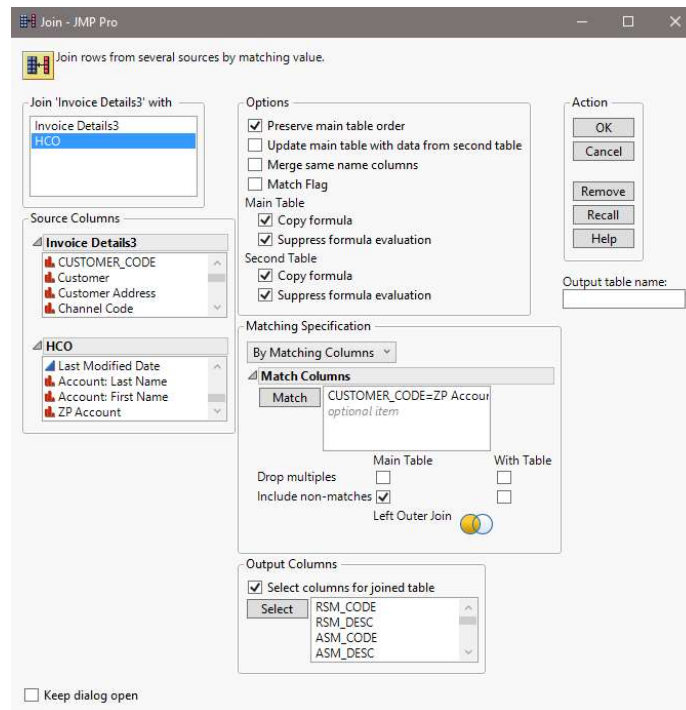 Join - JMP Pro
Join rows from several sources by matching value.
Join 'Invoice Details3' with
Invoice Details3
HCO
Source Columns
Invoice Details3
CUSTOMER_CODE
Customer
Customer Address
Channel Code
HCO
Last Modified Date
Account: Last Name
Account: First Name
ZP Account
Options
Preserve main table order
Update main table with data from second table
Merge same name columns
Match Flag
Main Table
Copy formula
Suppress formula evaluation
Second Table
Copy formula
Suppress formula evaluation
Matching Specification
By Matching Columns
Match Columns
Match
CUSTOMER_CODE=ZP Accour
optional item
Main Table With Table
Drop multiples
Include non-matches
Left Outer Join
Output Columns
Select columns for joined table
Select
RSM_CODE
RSM_DESC
ASM_CODE
ASM_DESC
Action
OK
Cancel
Remove
Recall
Help
Output table name:
Keep dialog open